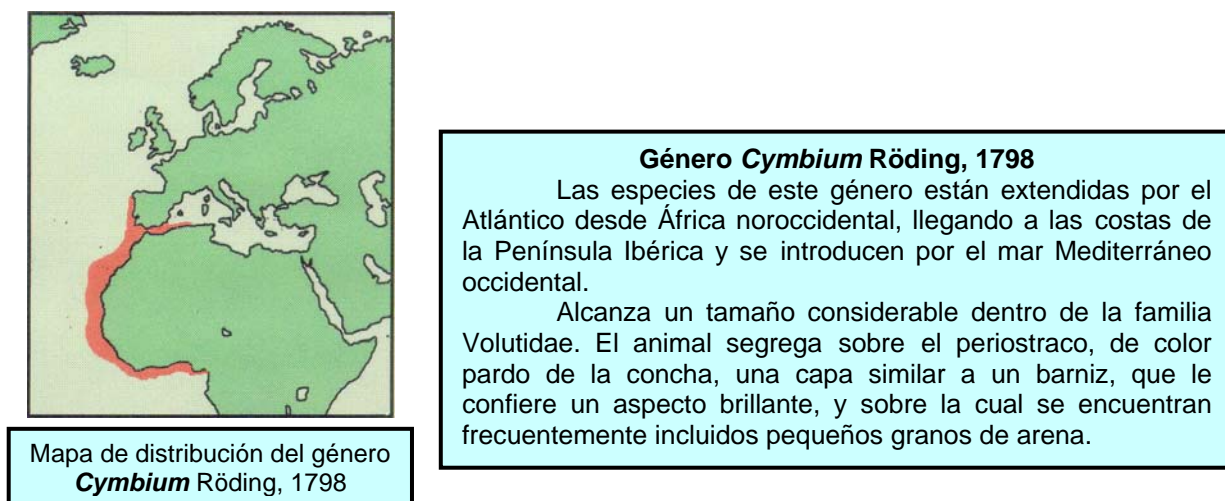 Género Cymbium Röding, 1798
Las especies de este género están extendidas por el
Atlántico desde África noroccidental, llegando a las costas de
la Península Ibérica y se introducen por el mar Mediterráneo
occidental.
Alcanza un tamaño considerable dentro de la familia
Volutidae. El animal segrega sobre el periostraco, de color
pardo de la concha, una capa similar a un barniz, que le
confiere un aspecto brillante, y sobre la cual se encuentran
frecuentemente incluidos pequeños granos de arena.
Mapa de distribución del género
Cymbium Röding, 1798